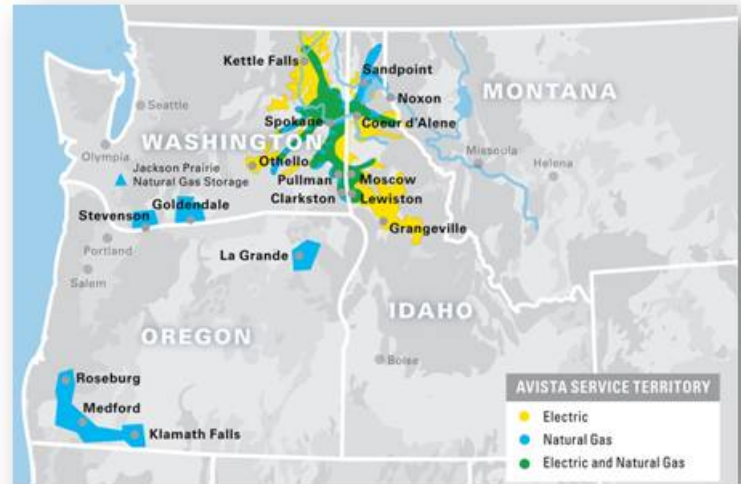 Kettle Falls
Sandpoint
Noxon
MONTANA
Seattle
Spokane
Coeur d'Alene
WASHINGTON
Olympia
Othello
Missoula
Helena
Jackson Prairie
Natural Gas Storage
Pullman
Moscow
Clarkston
Lewiston
Goldendale
Stevenson
Grangeville
Portland
La Grande
Salem
IDAHO
OREGON
Boise
Roseburg
Medford
Klamath Falls
AVISTA SERVICE TERRITORY
Electric
Natural Gas
Electric and Natural Gas